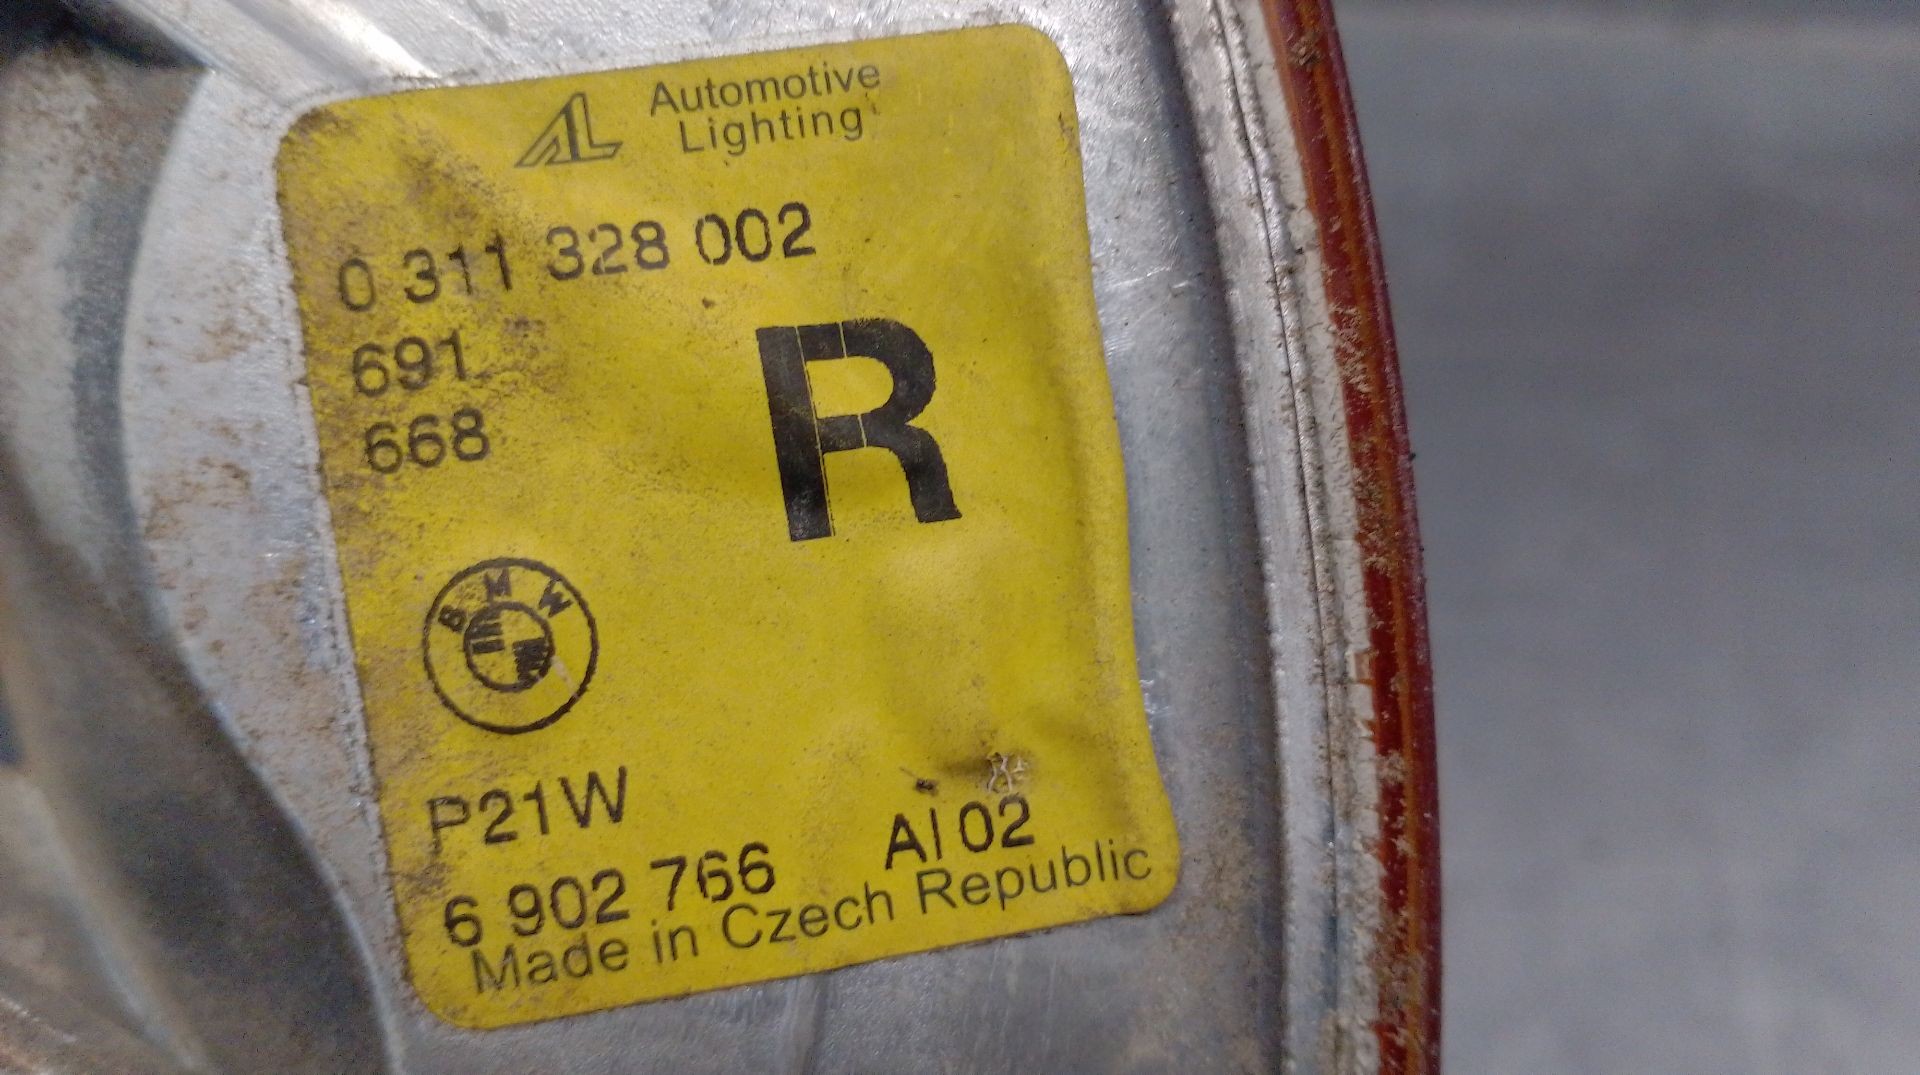 AL Automotive
Lighting
0 311 328 002
691
668
R
BMW
P21W
6 902 766 AI 02
Made in Czech Republic